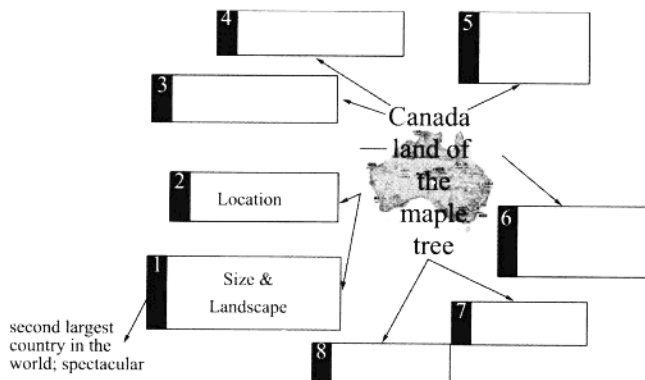 4
5
3
Canada
— land of
the
maple
tree
2
Location
6
1
Size &
Landscape
7
8
second largest
country in the
world; spectacular